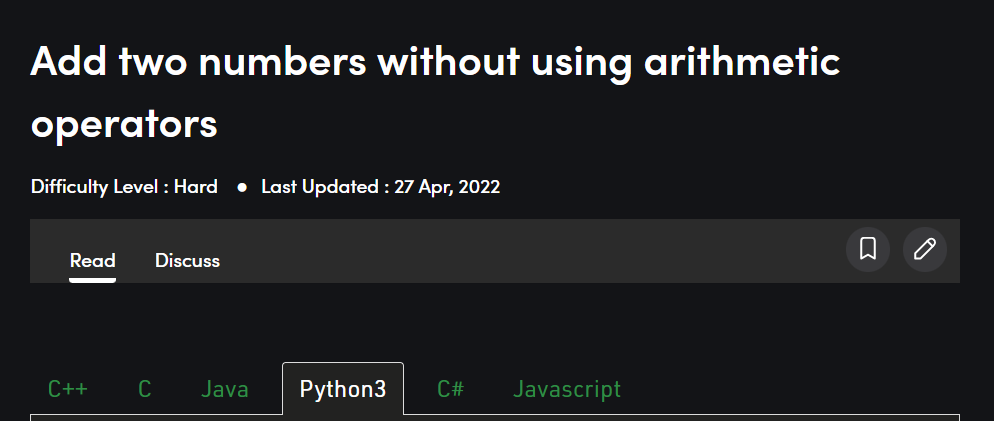 Add two numbers without using arithmetic
operators
Difficulty Level : Hard ● Last Updated : 27 Apr, 2022
Read Discuss
C++ C Java Python3 C# Javascript